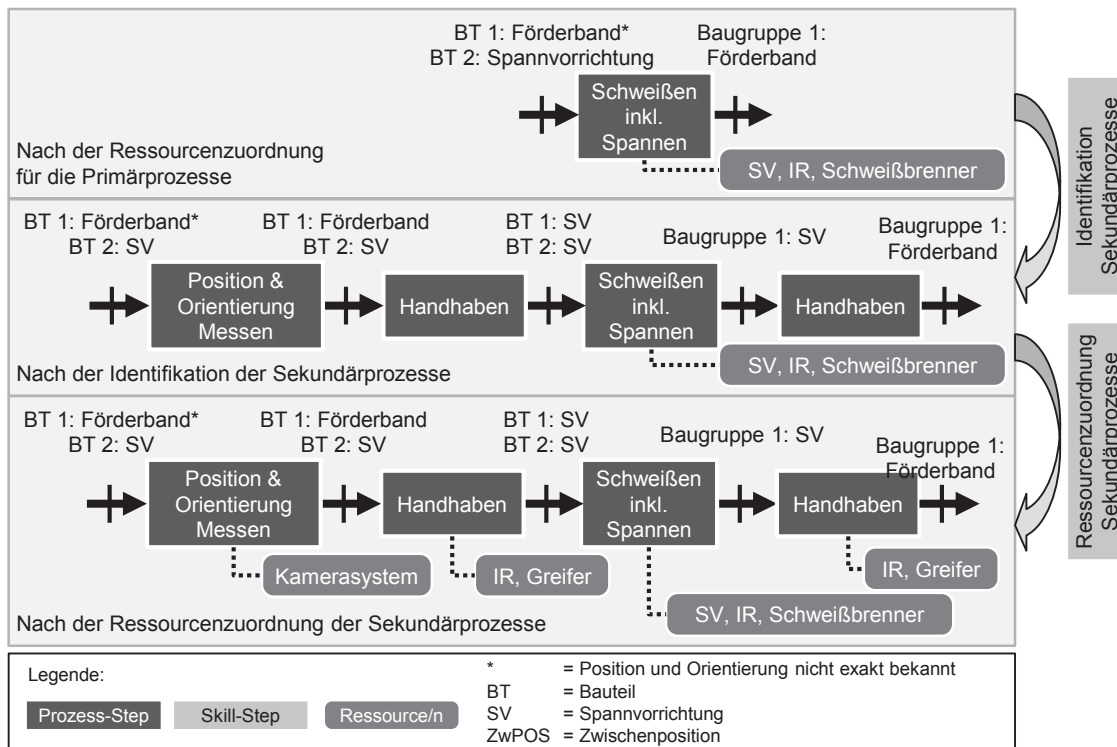 BT 1: Förderband*
BT 2: Spannvorrichtung
Baugruppe 1:
Förderband
Schweißen
inkl.
Spannen
SV, IR, Schweißbrenner
Nach der Ressourcenzuordnung
für die Primärprozesse
Identifikation
Sekundärprozesse
BT 1: Förderband*
BT 2: SV
BT 1: Förderband
BT 2: SV
BT 1: SV
BT 2: SV
Baugruppe 1: SV
Baugruppe 1:
Förderband
Position &
Orientierung
Messen
Handhaben
Schweißen
inkl.
Spannen
Handhaben
SV, IR, Schweißbrenner
Nach der Identifikation der Sekundärprozesse
Ressourcenzuordnung
Sekundärprozesse
BT 1: Förderband*
BT 2: SV
BT 1: Förderband
BT 2: SV
BT 1: SV
BT 2: SV
Baugruppe 1: SV
Baugruppe 1:
Förderband
Position &
Orientierung
Messen
Handhaben
Schweißen
inkl.
Spannen
Handhaben
Kamerasystem
IR, Greifer
IR, Greifer
SV, IR, Schweißbrenner
Nach der Ressourcenzuordnung der Sekundärprozesse
Legende:
Prozess-Step
Skill-Step
Ressource/n
* = Position und Orientierung nicht exakt bekannt
BT = Bauteil
SV = Spannvorrichtung
ZwPOS = Zwischenposition